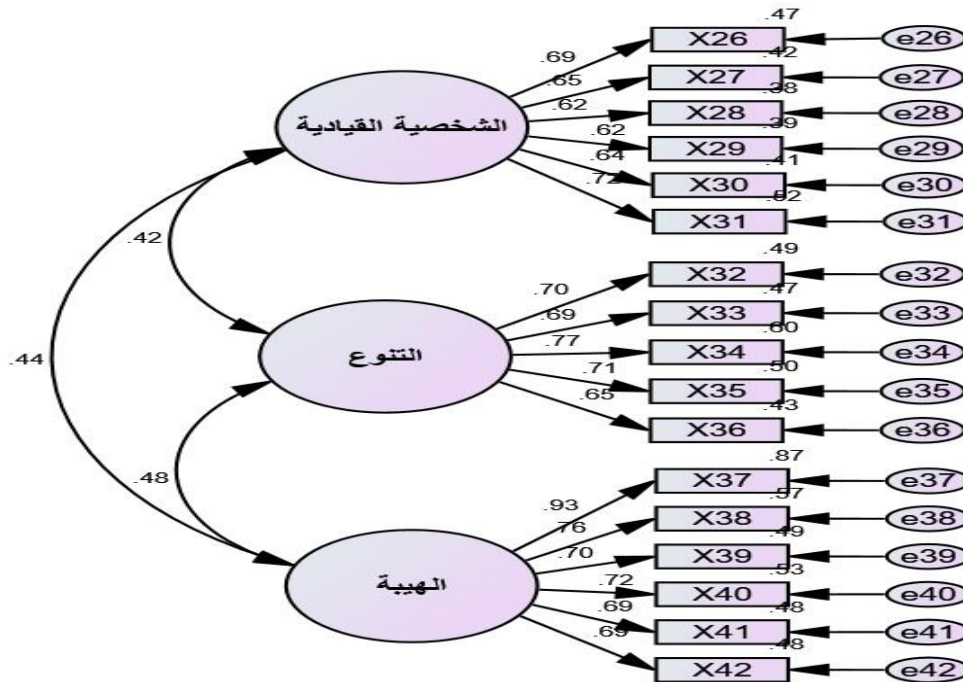 .47
.69 X26 e26
.42
.65 X27 e27
.38
.62 X28 e28
الشخصية القيادية
.39
.62 X29 e29
.41
.64 X30 e30
.52
.72 X31 e31
.42
.49
.70 X32 e32
.47
.69 X33 e33
.60
.77 X34 e34
التنوع
.44
.50
.71 X35 e35
.43
.65 X36 e36
.48
.87
.93 X37 e37
.57
.76 X38 e38
.49
.70 X39 e39
.53
الهيبة
.72 X40 e40
.48
.69 X41 e41
.48
.69 X42 e42